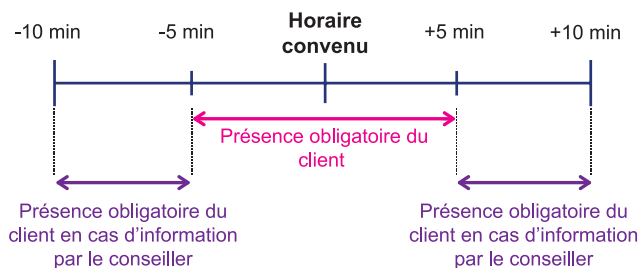 -10 min
-5 min
Horaire
convenu
+5 min
+10 min
Présence obligatoire du
client
Présence obligatoire du
client en cas d’information
par le conseiller
Présence obligatoire du
client en cas d’information
par le conseiller